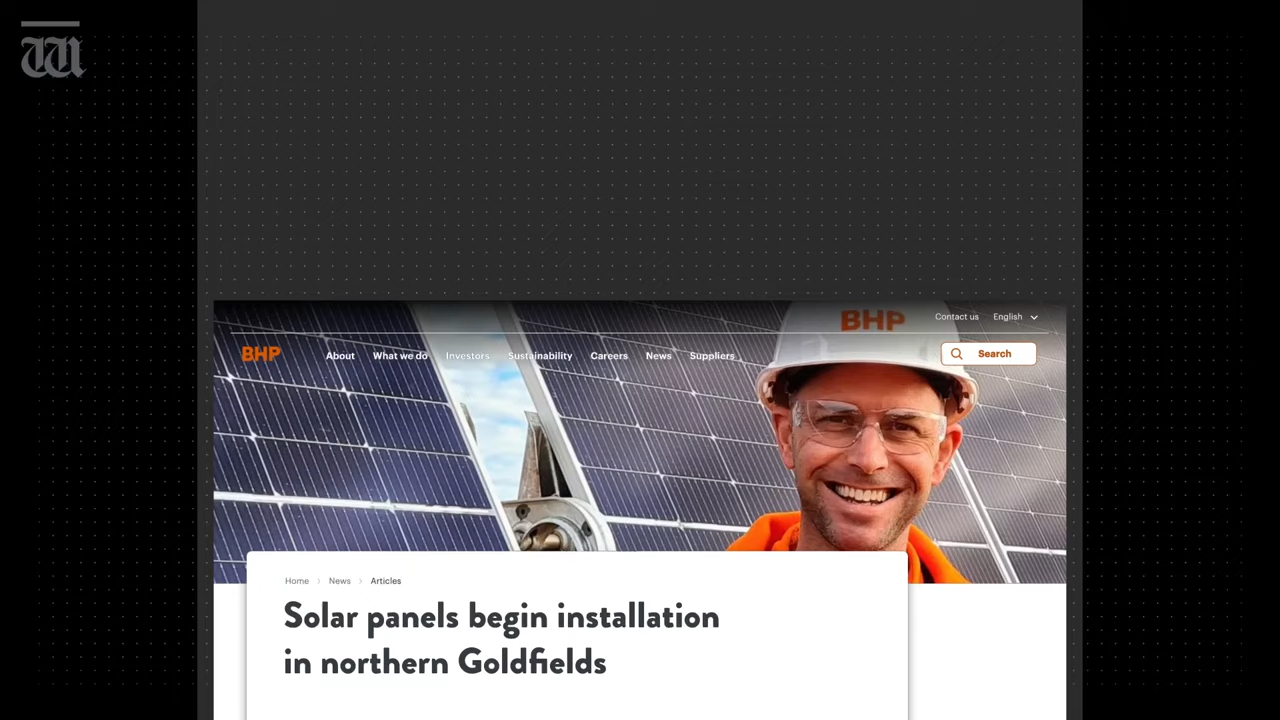 W
BHP
Contact us English
BHP About What we do Investors Sustainability Careers News Suppliers Search
Home > News > Articles
Solar panels begin installation
in northern Goldfields